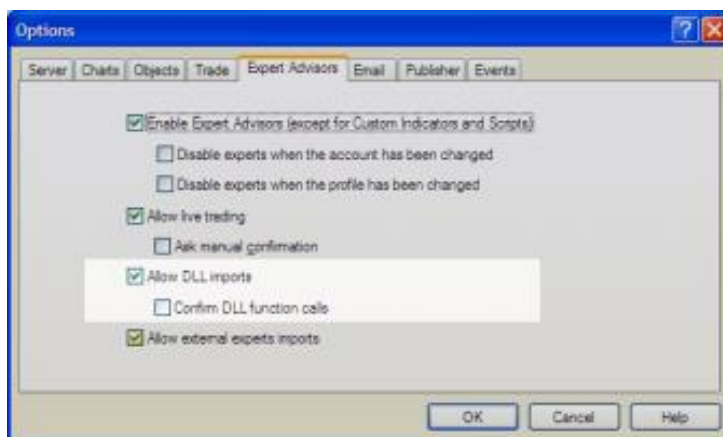 Options
Server Charts Objects Trade Expert Advisors Email Publisher Events
Enable Expert Advisors (except for Custom Indicators and Scripts)
Disable experts when the account has been changed
Disable experts when the profile has been changed
Allow live trading
Ask manual confirmation
Allow DLL imports
Confirm DLL function calls
Allow external experts imports
OK Cancel Help